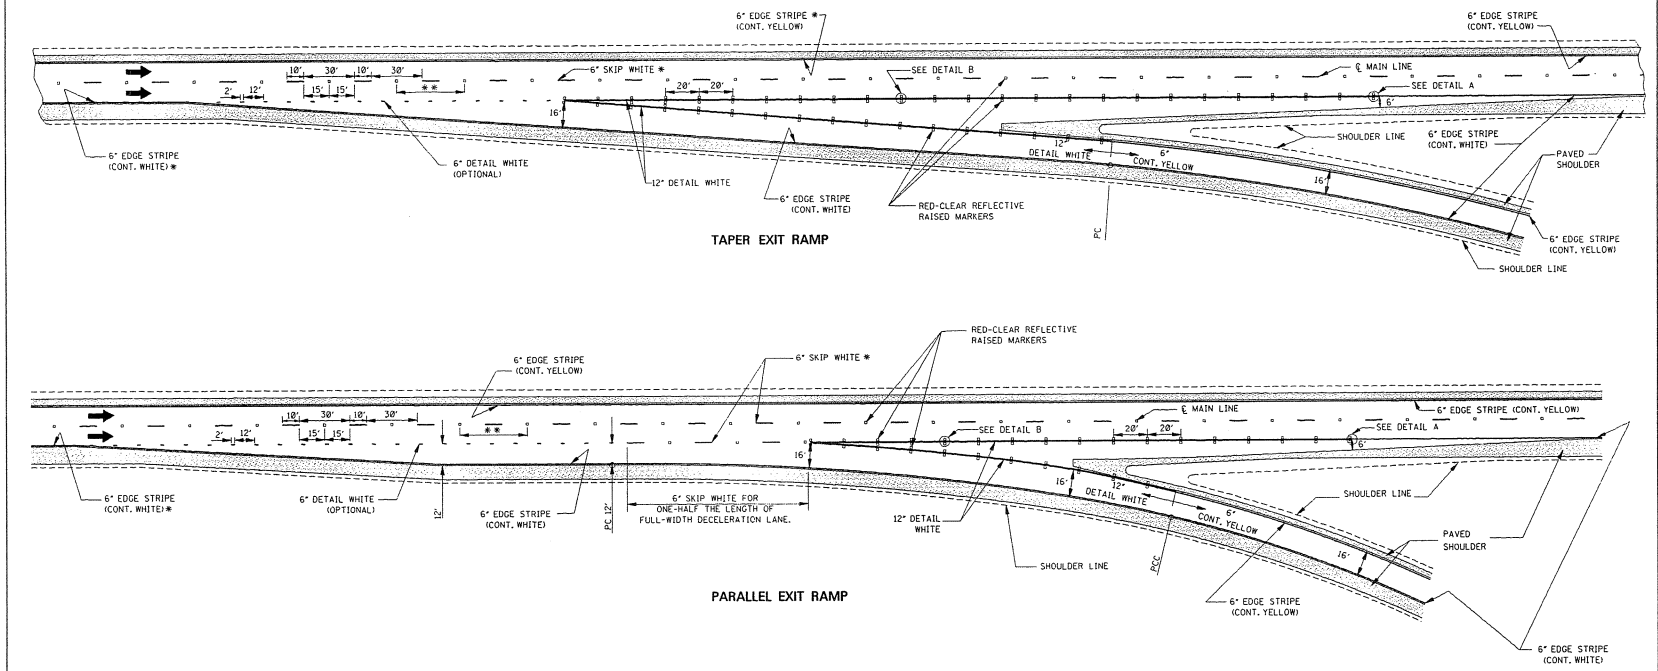 6" EDGE STRIPE *
(CONT. YELLOW)
6" EDGE STRIPE
(CONT. YELLOW)
10'
30'
10'
30'
6" SKIP WHITE *
SEE DETAIL B
℄ MAIN LINE
2'
12'
15'
15'
* *
20'
20'
SEE DETAIL A
6'
16'
6" EDGE STRIPE
(CONT. WHITE) *
6" DETAIL WHITE
(OPTIONAL)
12" DETAIL WHITE
6" EDGE STRIPE
(CONT. WHITE)
12"
DETAIL WHITE
6"
CONT. YELLOW
RED-CLEAR REFLECTIVE
RAISED MARKERS
SHOULDER LINE
6" EDGE STRIPE
(CONT. WHITE)
PAVED
SHOULDER
16'
PC
6" EDGE STRIPE
(CONT. YELLOW)
SHOULDER LINE
TAPER EXIT RAMP
RED-CLEAR REFLECTIVE
RAISED MARKERS
6" EDGE STRIPE
(CONT. YELLOW)
6" SKIP WHITE *
10'
30'
10'
30'
℄ MAIN LINE
6" EDGE STRIPE (CONT. YELLOW)
2'
12'
15'
15'
* *
SEE DETAIL B
20'
20'
SEE DETAIL A
6'
16'
6" EDGE STRIPE
(CONT. WHITE) *
6" DETAIL WHITE
(OPTIONAL)
12'
6" EDGE STRIPE
(CONT. WHITE)
PC 12'
6" SKIP WHITE FOR
ONE-HALF THE LENGTH OF
FULL-WIDTH DECELERATION LANE.
12" DETAIL
WHITE
16'
12"
DETAIL WHITE
6"
CONT. YELLOW
SHOULDER LINE
PAVED
SHOULDER
16'
PCC
SHOULDER LINE
6" EDGE STRIPE
(CONT. YELLOW)
6" EDGE STRIPE
(CONT. WHITE)
PARALLEL EXIT RAMP